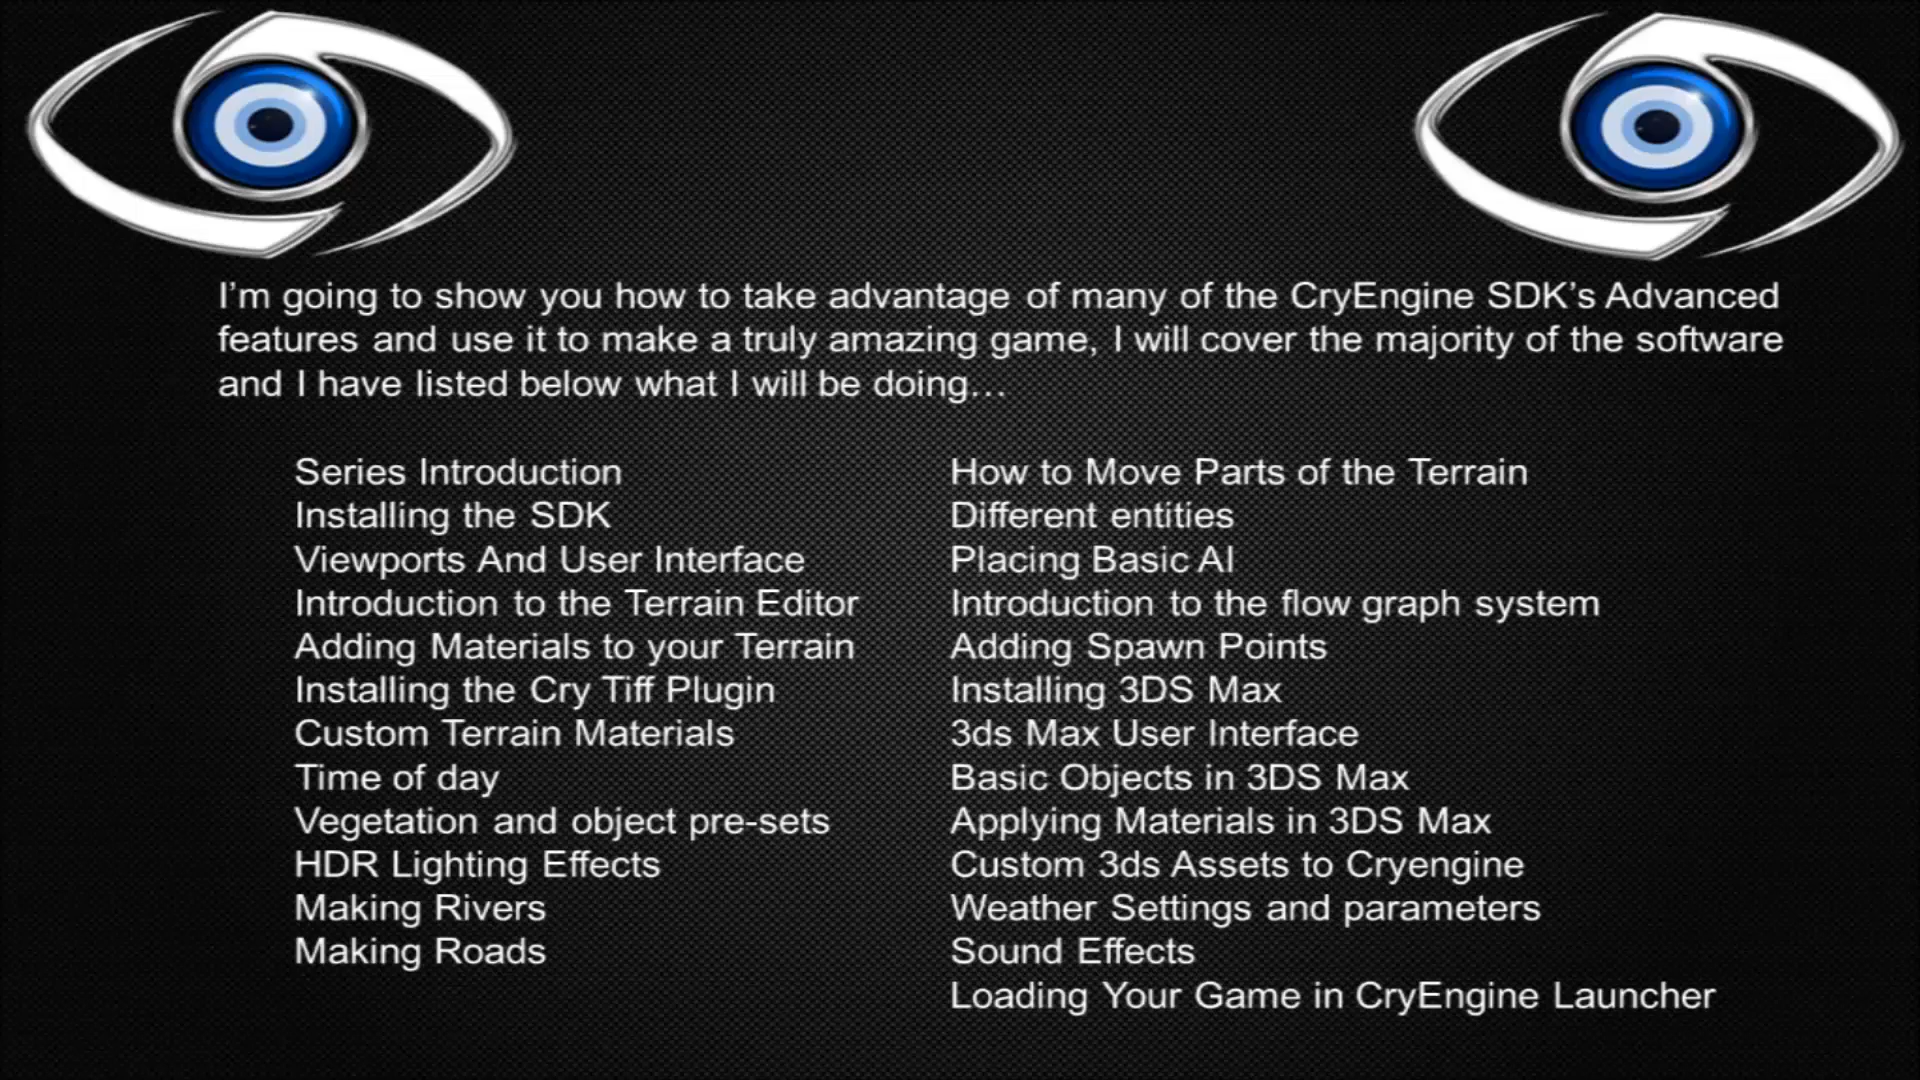 I’m going to show you how to take advantage of many of the CryEngine SDK’s Advanced
features and use it to make a truly amazing game, I will cover the majority of the software
and I have listed below what I will be doing…
Series Introduction
Installing the SDK
Viewports And User Interface
Introduction to the Terrain Editor
Adding Materials to your Terrain
Installing the Cry Tiff Plugin
Custom Terrain Materials
Time of day
Vegetation and object pre-sets
HDR Lighting Effects
Making Rivers
Making Roads
How to Move Parts of the Terrain
Different entities
Placing Basic AI
Introduction to the flow graph system
Adding Spawn Points
Installing 3DS Max
3ds Max User Interface
Basic Objects in 3DS Max
Applying Materials in 3DS Max
Custom 3ds Assets to Cryengine
Weather Settings and parameters
Sound Effects
Loading Your Game in CryEngine Launcher